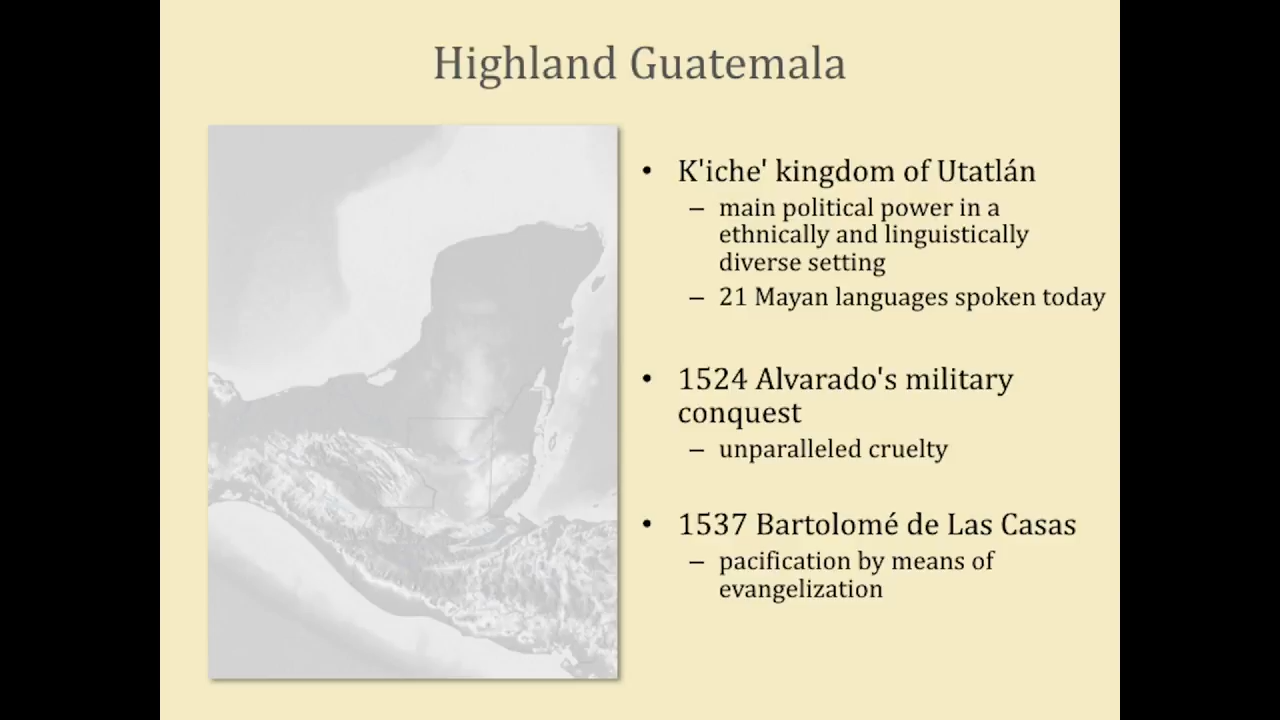 Highland Guatemala
• K'iche' kingdom of Utatlán
– main political power in a
ethnically and linguistically
diverse setting
– 21 Mayan languages spoken today
• 1524 Alvarado's military
conquest
– unparalleled cruelty
• 1537 Bartolomé de Las Casas
– pacification by means of
evangelization